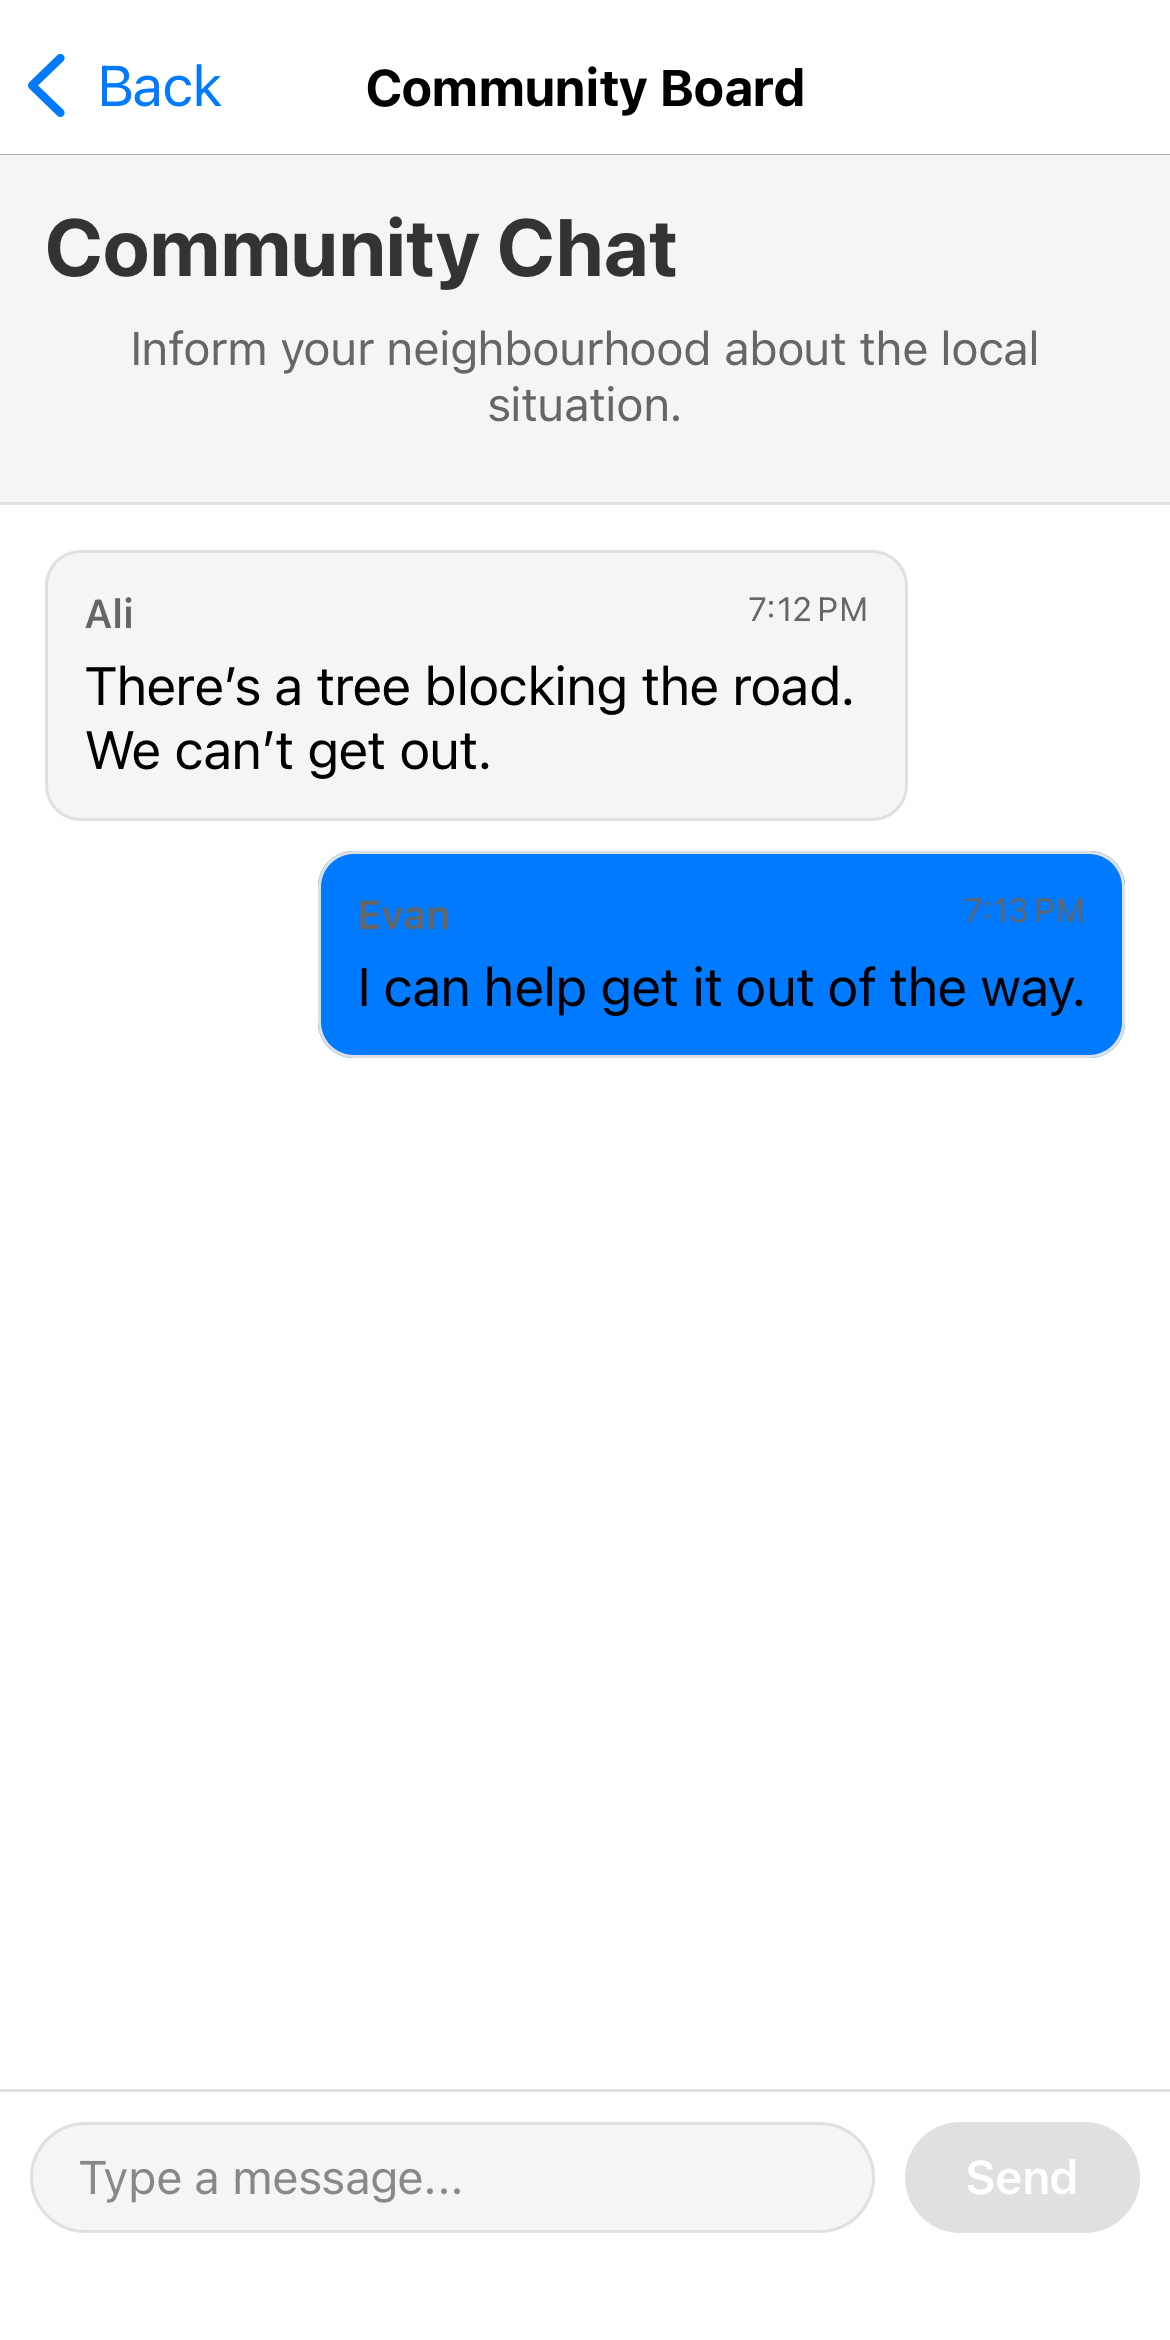 Back
Community Board
Community Chat
Inform your neighbourhood about the local
situation.
Ali
7:12 PM
There’s a tree blocking the road.
We can’t get out.
Evan
7:13 PM
I can help get it out of the way.
Type a message...
Send